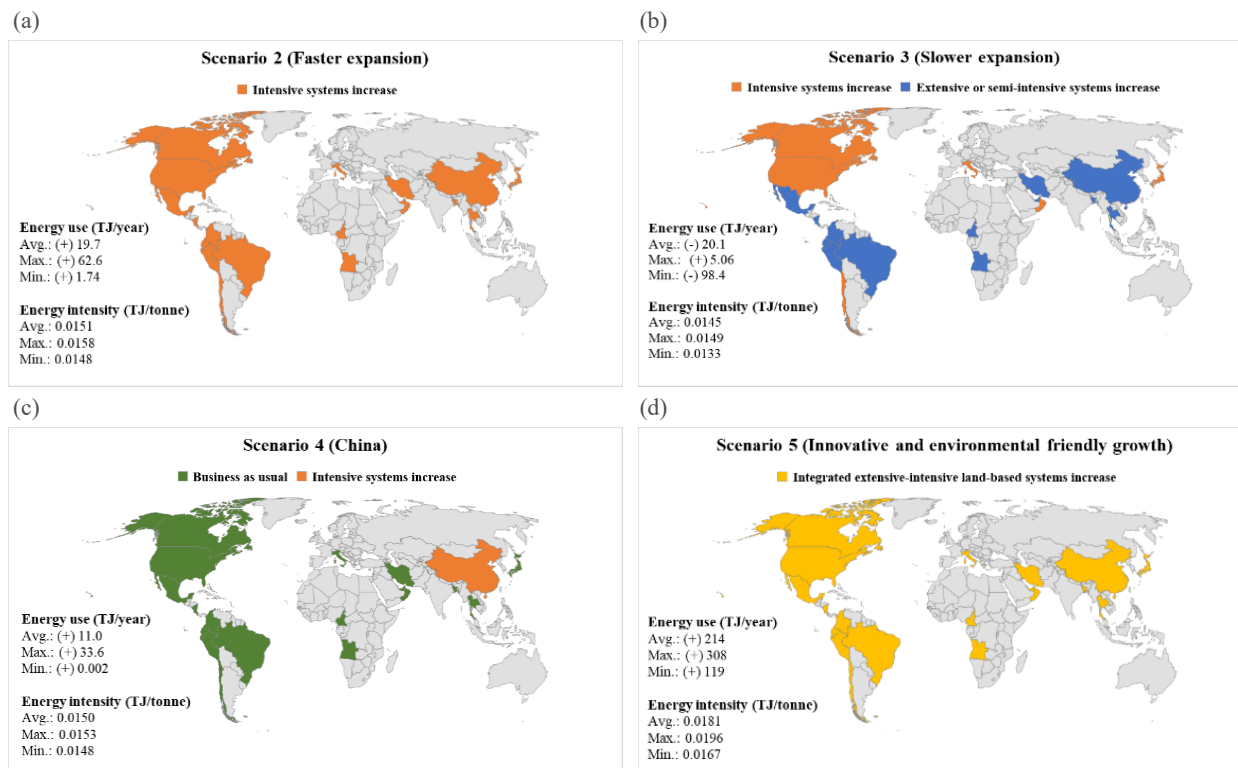 (a)
Scenario 2 (Faster expansion)
Intensive systems increase
Energy use (TJ/year)
Avg.: (+) 19.7
Max.: (+) 62.6
Min.: (+) 1.74
Energy intensity (TJ/tonne)
Avg.: 0.0151
Max.: 0.0158
Min.: 0.0148
(b)
Scenario 3 (Slower expansion)
Intensive systems increase Extensive or semi-intensive systems increase
Energy use (TJ/year)
Avg.: (-) 20.1
Max.: (+) 5.06
Min.: (-) 98.4
Energy intensity (TJ/tonne)
Avg.: 0.0145
Max.: 0.0149
Min.: 0.0133
(c)
Scenario 4 (China)
Business as usual Intensive systems increase
Energy use (TJ/year)
Avg.: (+) 11.0
Max.: (+) 33.6
Min.: (+) 0.002
Energy intensity (TJ/tonne)
Avg.: 0.0150
Max.: 0.0153
Min.: 0.0148
(d)
Scenario 5 (Innovative and environmental friendly growth)
Integrated extensive-intensive land-based systems increase
Energy use (TJ/year)
Avg.: (+) 214
Max.: (+) 308
Min.: (+) 119
Energy intensity (TJ/tonne)
Avg.: 0.0181
Max.: 0.0196
Min.: 0.0167